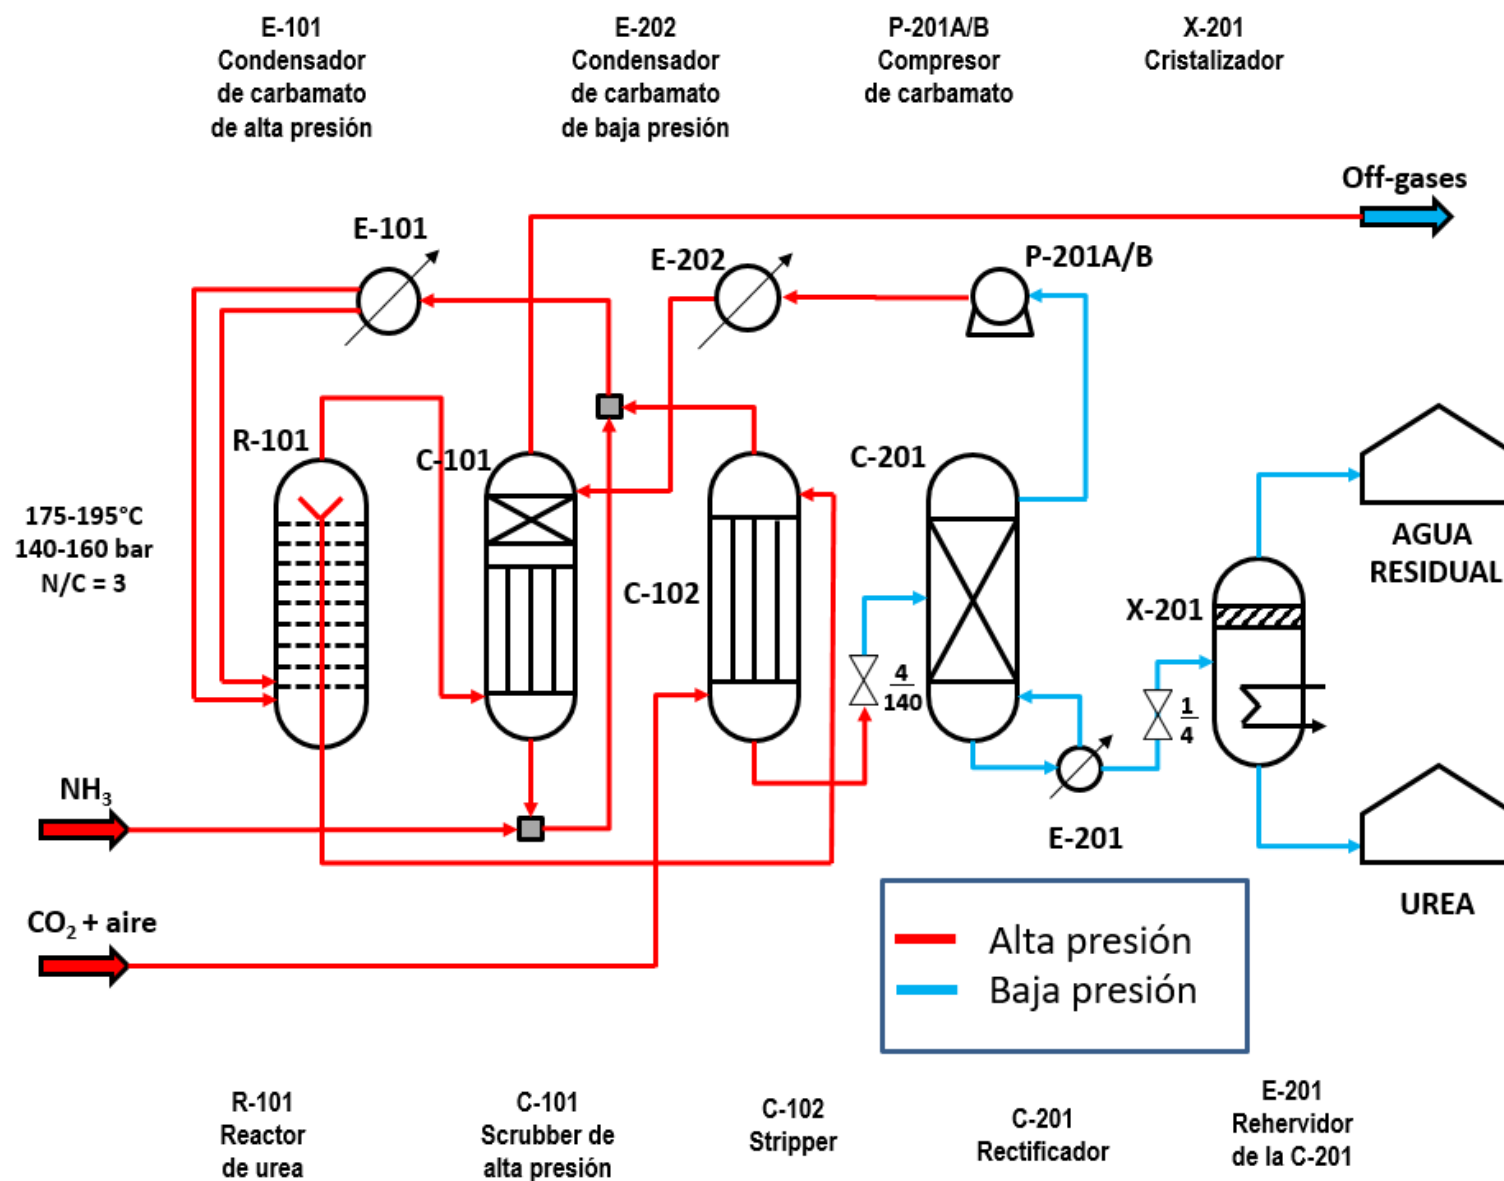 E-101
Condensador
de carbamato
de alta presión
E-202
Condensador
de carbamato
de baja presión
P-201A/B
Compresor
de carbamato
X-201
Cristalizador
Off-gases
E-101
E-202
P-201A/B
R-101
C-101
C-201
175-195°C
140-160 bar
N/C = 3
AGUA
RESIDUAL
C-102
X-201
4
140
1
4
NH₃
E-201
CO₂ + aire
UREA
Alta presión
Baja presión
R-101
Reactor
de urea
C-101
Scrubber de
alta presión
C-102
Stripper
C-201
Rectificador
E-201
Rehervidor
de la C-201